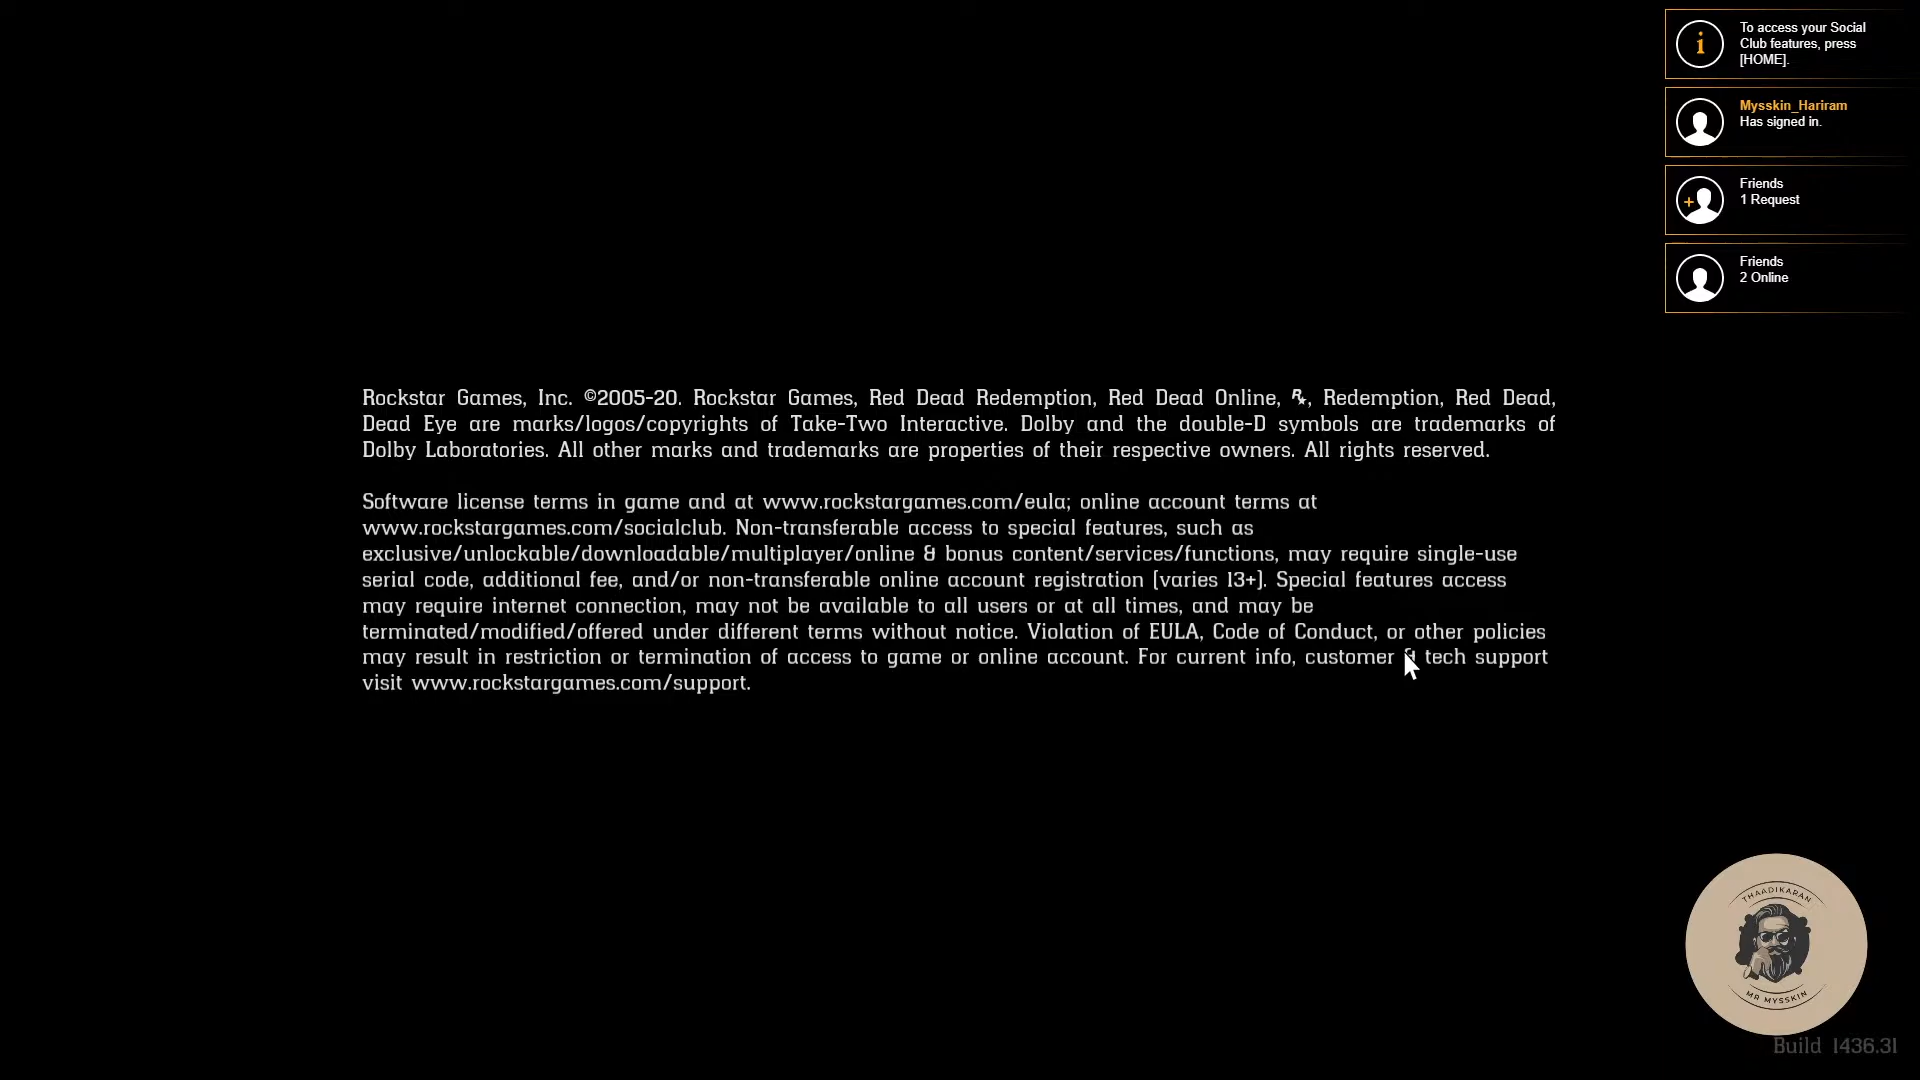 To access your Social
Club features, press
[HOME].
Mysskin_Hariram
Has signed in.
Friends
1 Request
Friends
2 Online
Rockstar Games, Inc. ©2005-20. Rockstar Games, Red Dead Redemption, Red Dead Online, R★, Redemption, Red Dead,
Dead Eye are marks/logos/copyrights of Take-Two Interactive. Dolby and the double-D symbols are trademarks of
Dolby Laboratories. All other marks and trademarks are properties of their respective owners. All rights reserved.
Software license terms in game and at www.rockstargames.com/eula; online account terms at
www.rockstargames.com/socialclub. Non-transferable access to special features, such as
exclusive/unlockable/downloadable/multiplayer/online & bonus content/services/functions, may require single-use
serial code, additional fee, and/or non-transferable online account registration (varies 13+). Special features access
may require internet connection, may not be available to all users or at all times, and may be
terminated/modified/offered under different terms without notice. Violation of EULA, Code of Conduct, or other policies
may result in restriction or termination of access to game or online account. For current info, customer & tech support
visit www.rockstargames.com/support.
THAADIKARAN
MR MYSSKIN
Build 1436.31